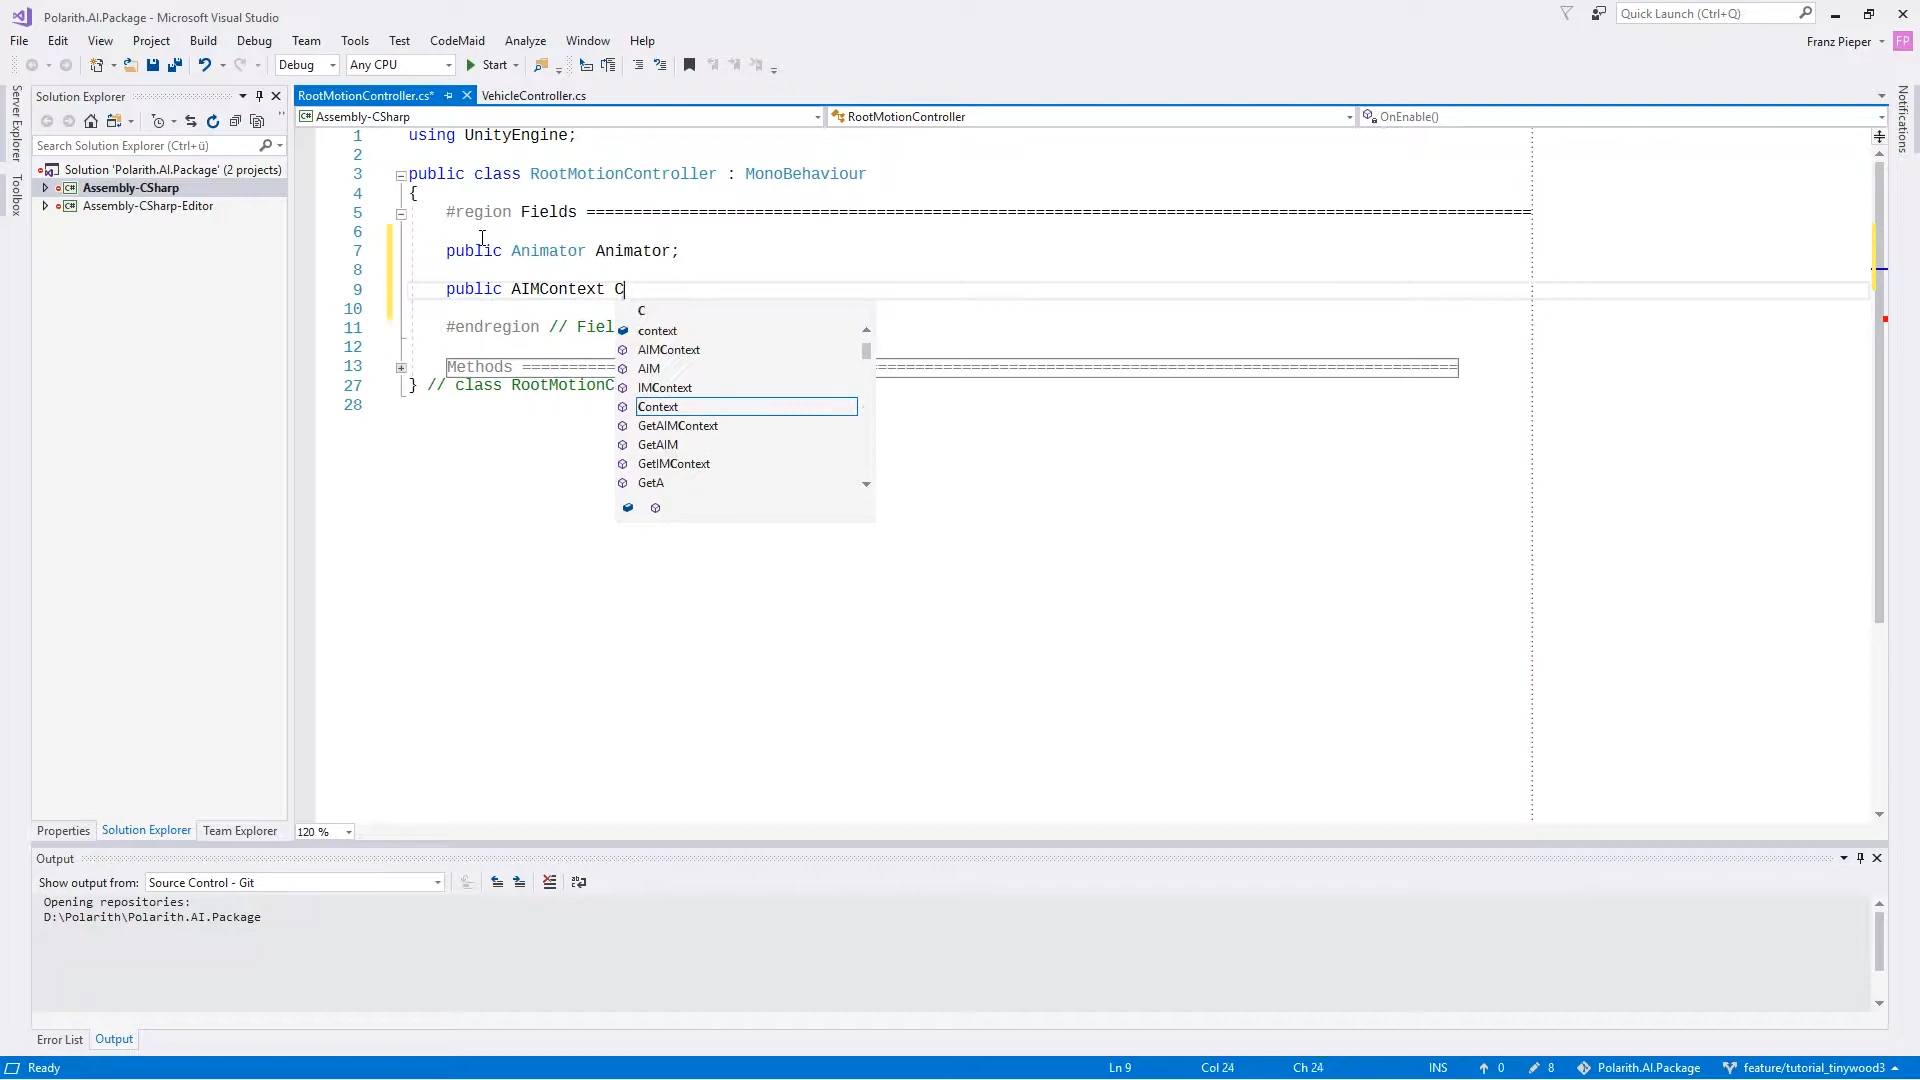 Polarith.AI.Package - Microsoft Visual Studio
Quick Launch (Ctrl+Q)
File Edit View Project Build Debug Team Tools Test CodeMaid Analyze Window Help
Franz Pieper FP
Debug Any CPU Start
Server Explorer
Toolbox
Notifications
Solution Explorer
Search Solution Explorer (Ctrl+ü)
Solution 'Polarith.AI.Package' (2 projects)
Assembly-CSharp
Assembly-CSharp-Editor
Properties Solution Explorer Team Explorer
RootMotionController.cs* VehicleController.cs
Assembly-CSharp RootMotionController OnEnable()
1 using UnityEngine;
2
3 public class RootMotionController : MonoBehaviour
4 {
5 #region Fields =====================================================================================================
6
7 public Animator Animator;
8
9 public AIMContext C
10
11 #endregion // Fiel
12
13 Methods ====================================================================================================
27 } // class RootMotionC
28
C
context
AIMContext
AIM
IMContext
Context
GetAIMContext
GetAIM
GetIMContext
GetA
120 %
Output
Show output from: Source Control - Git
Opening repositories:
D:\Polarith\Polarith.AI.Package
Error List Output
Ready Ln 9 Col 24 Ch 24 INS 0 8 Polarith.AI.Package feature/tutorial_tinywood3